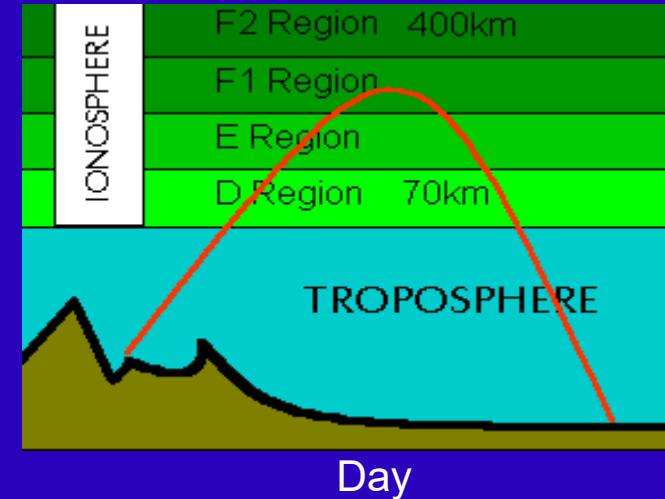 IONOSPHERE
F2 Region 400km
F1 Region
E Region
D Region 70km
TROPOSPHERE
Day